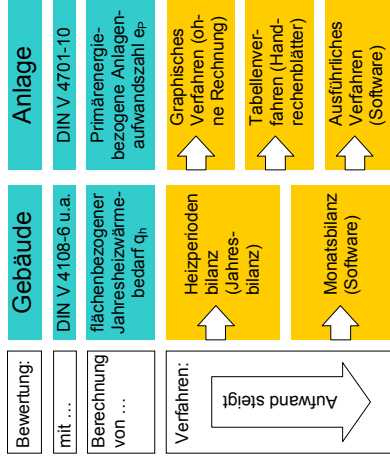 Bewertung:
Gebäude
Anlage
mit ...
DIN V 4108-6 u.a.
DIN V 4701-10
Berechnung
von ...
flächenbezogener
Jahresheizwärme-
bedarf qh
Primärenergie-
bezogene Anlagen-
aufwandszahl eP
Verfahren:
Aufwand steigt
Heizperioden
bilanz
(Jahres-
bilanz)
Monatsbilanz
(Software)
Graphisches
Verfahren (oh-
ne Rechnung)
Tabellenver-
fahren (Hand-
rechenblätter)
Ausführliches
Verfahren
(Software)